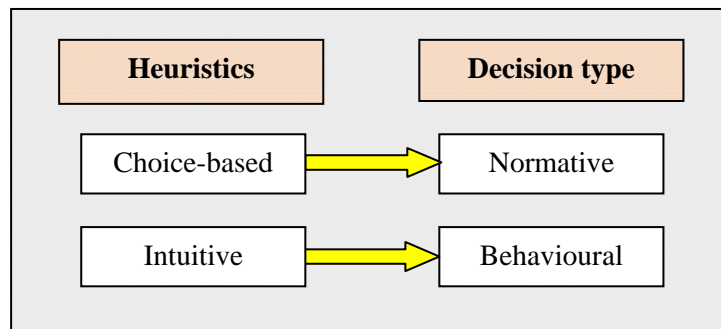 Heuristics
Decision type
Choice-based
Normative
Intuitive
Behavioural